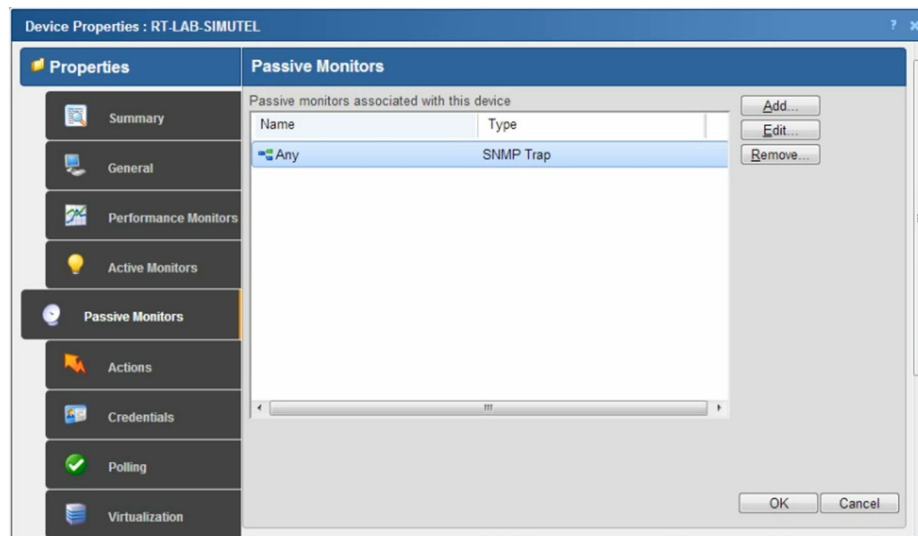 Device Properties : RT-LAB-SIMUTEL
? x
Properties
Summary
General
Performance Monitors
Active Monitors
Passive Monitors
Actions
Credentials
Polling
Virtualization
Passive Monitors
Passive monitors associated with this device
Name Type
Any SNMP Trap
Add...
Edit...
Remove...
OK Cancel